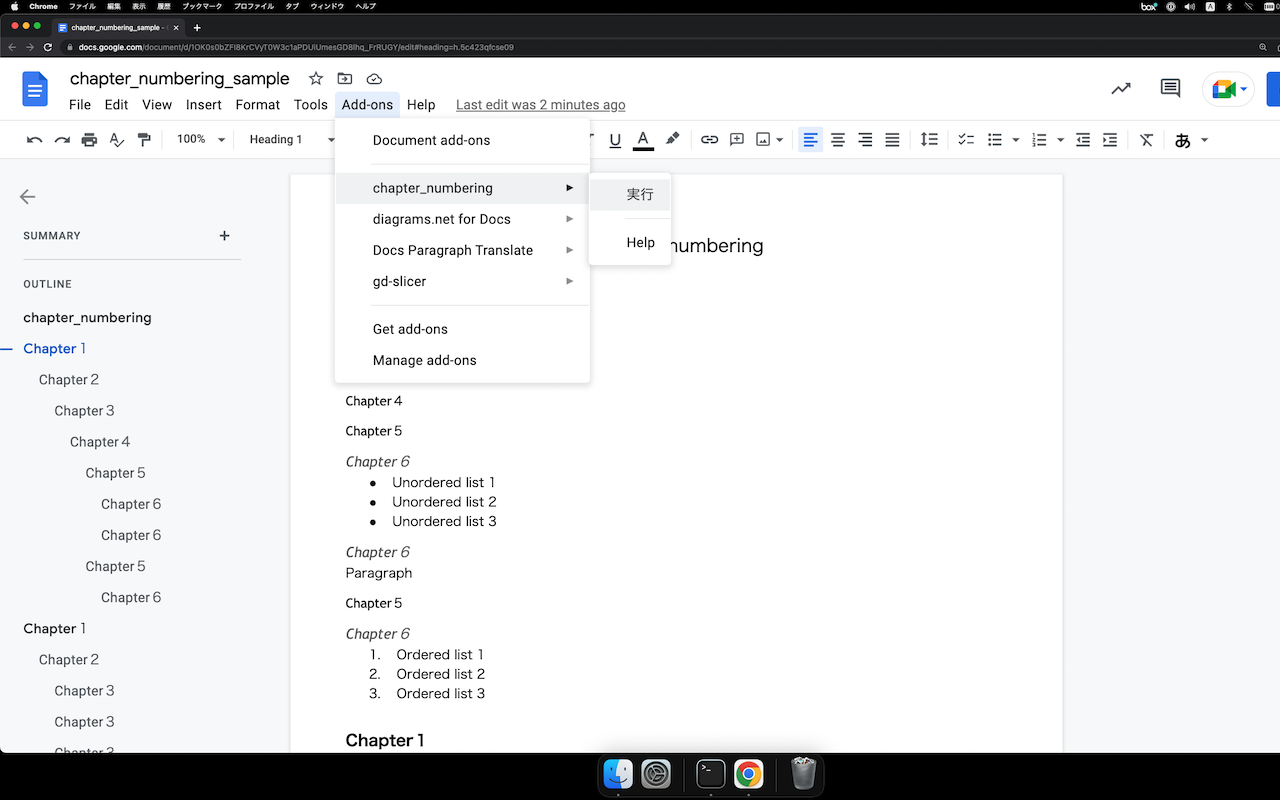 Chrome ファイル 編集 表示 履歴 ブックマーク プロファイル タブ ウィンドウ ヘルプ box A
chapter_numbering_sample -
docs.google.com/document/d/1OK0s0bZFl8KrCVyT0W3c1aPDUiUmesGD8Ihq_FrRUGY/edit#heading=h.5c423qfcse09
chapter_numbering_sample
File Edit View Insert Format Tools Add-ons Help Last edit was 2 minutes ago
100% Heading 1 U A あ
Document add-ons
chapter_numbering
diagrams.net for Docs
Docs Paragraph Translate
gd-slicer
Get add-ons
Manage add-ons
実行
Help
numbering
SUMMARY
OUTLINE
chapter_numbering
Chapter 1
Chapter 2
Chapter 3
Chapter 4
Chapter 5
Chapter 6
Chapter 6
Chapter 5
Chapter 6
Chapter 1
Chapter 2
Chapter 3
Chapter 3
Chapter 3
Chapter 4
Chapter 5
Chapter 6
● Unordered list 1
● Unordered list 2
● Unordered list 3
Chapter 6
Paragraph
Chapter 5
Chapter 6
1. Ordered list 1
2. Ordered list 2
3. Ordered list 3
Chapter 1